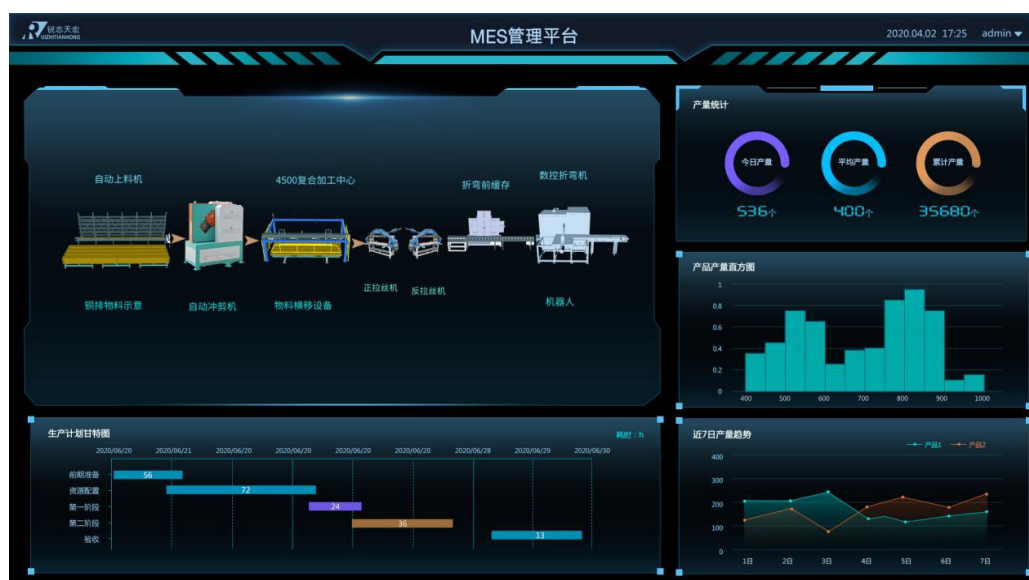 锐志天宏
RUIZHITIANHONG
MES管理平台
2020.04.02 17:25 admin
自动上料机
4500复合加工中心
折弯前缓存
数控折弯机
正拉丝机
反拉丝机
铜排物料示意
自动冲剪机
物料横移设备
机器人
产量统计
今日产量
平均产量
累计产量
536个
400个
35680个
产品产量直方图
1
0.8
0.6
0.4
0.2
0
400 500 600 700 800 900 1000
生产计划甘特图
耗时：h
2020/06/20 2020/06/21 2020/06/20 2020/06/20 2020/06/20 2020/06/20 2020/06/28 2020/06/29 2020/06/30
前期准备 56
资源配置 72
第一阶段 24
第二阶段 36
验收 13
近7日产量趋势
产品1 产品2
400
300
200
100
0
1日 2日 3日 4日 5日 6日 7日